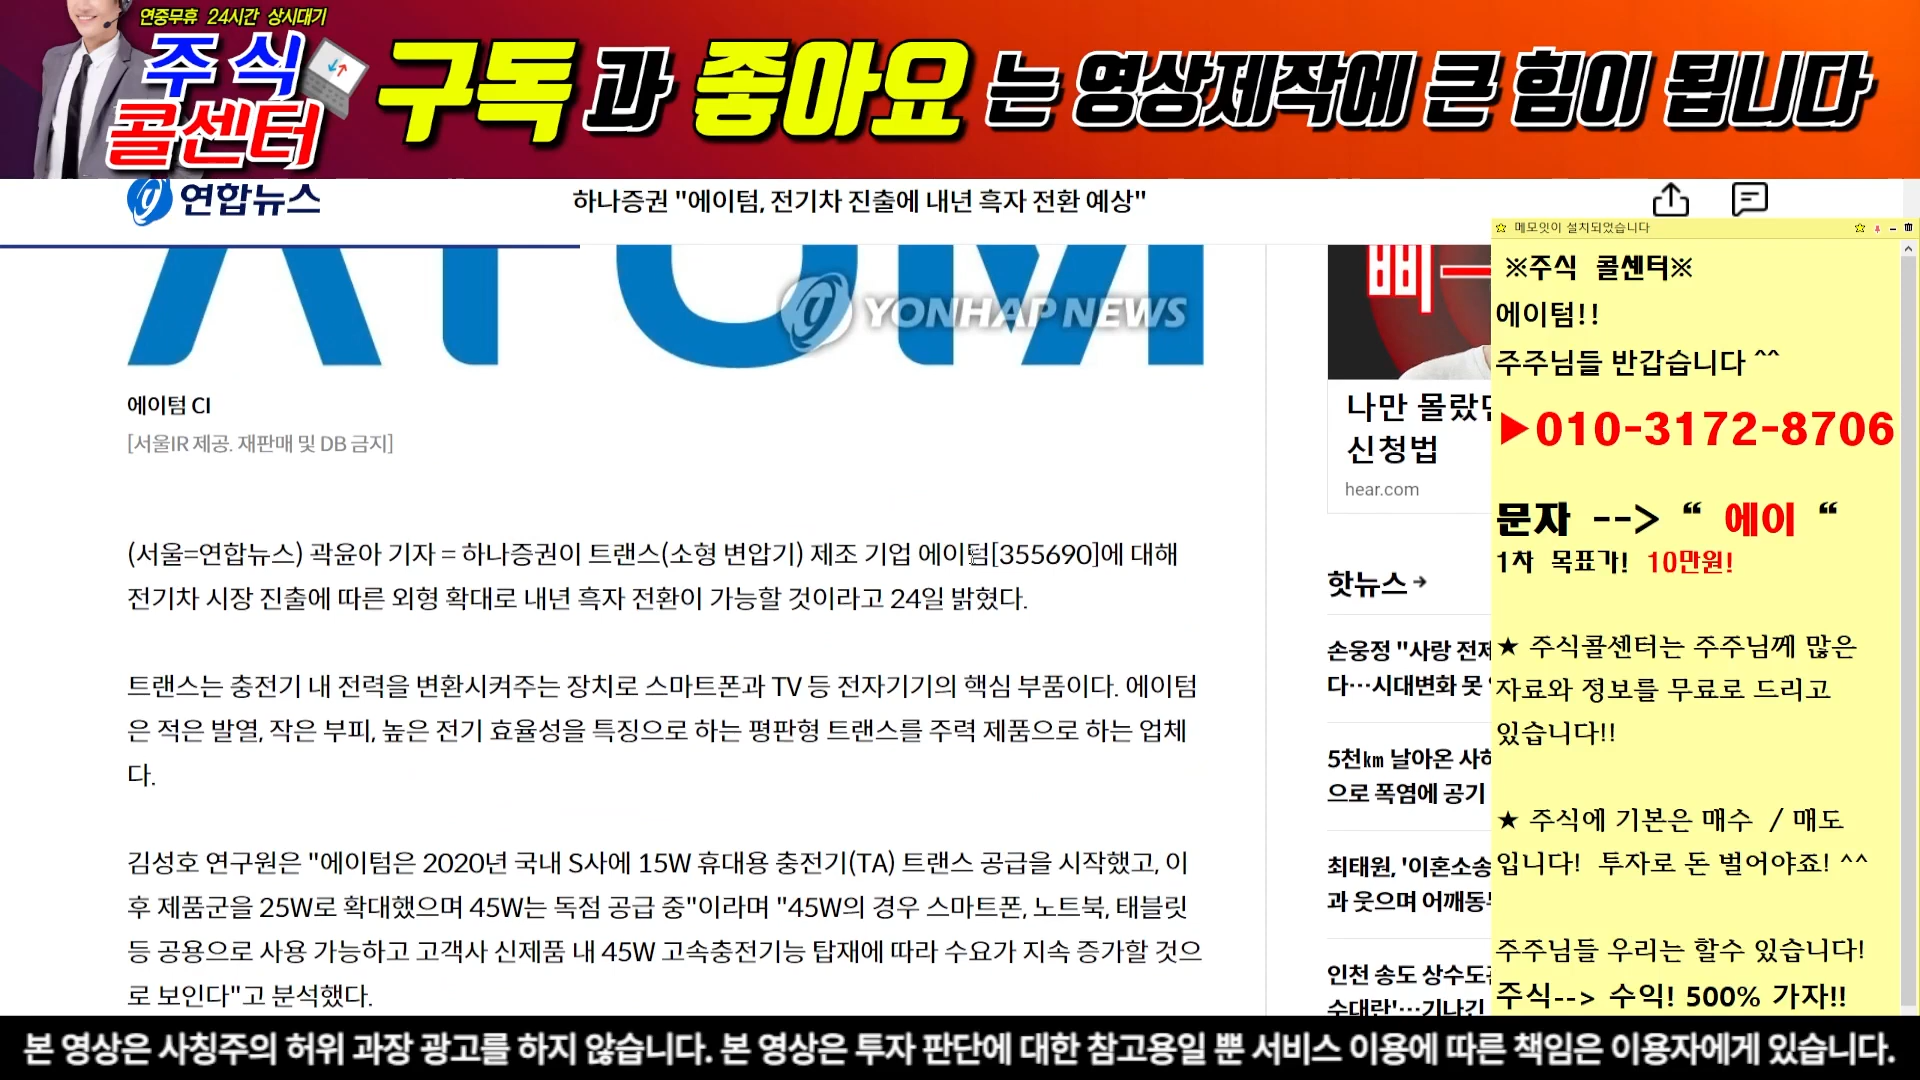 연중무휴 24시간 상시대기
주식
콜센터
구독과 좋아요는 영상제작에 큰 힘이 됩니다
연합뉴스
하나증권 "에이텀, 전기차 진출에 내년 흑자 전환 예상"
ATUM
YONHAP NEWS
에이텀 CI
[서울IR 제공. 재판매 및 DB 금지]
(서울=연합뉴스) 곽윤아 기자 = 하나증권이 트랜스(소형 변압기) 제조 기업 에이텀[355690]에 대해
전기차 시장 진출에 따른 외형 확대로 내년 흑자 전환이 가능할 것이라고 24일 밝혔다.
트랜스는 충전기 내 전력을 변환시켜주는 장치로 스마트폰과 TV 등 전자기기의 핵심 부품이다. 에이텀
은 적은 발열, 작은 부피, 높은 전기 효율성을 특징으로 하는 평판형 트랜스를 주력 제품으로 하는 업체
다.
김성호 연구원은 "에이텀은 2020년 국내 S사에 15W 휴대용 충전기(TA) 트랜스 공급을 시작했고, 이
후 제품군을 25W로 확대했으며 45W는 독점 공급 중"이라며 "45W의 경우 스마트폰, 노트북, 태블릿
등 공용으로 사용 가능하고 고객사 신제품 내 45W 고속충전기능 탑재에 따라 수요가 지속 증가할 것으
로 보인다"고 분석했다.
나만 몰랐던
신청법
hear.com
핫뉴스
손웅정 "사랑 전제
다…시대변화 못
5천㎞ 날아온 사하
으로 폭염에 공기
최태원, '이혼소송
과 웃으며 어깨동무
인천 송도 상수도관
수대란'…기나긴
메모잇이 설치되었습니다
※주식 콜센터※
에이텀!!
주주님들 반갑습니다 ^^
▶010-3172-8706
문자 --> “ 에이 “
1차 목표가! 10만원!
★ 주식콜센터는 주주님께 많은
자료와 정보를 무료로 드리고
있습니다!!
★ 주식에 기본은 매수 / 매도
입니다! 투자로 돈 벌어야죠! ^^
주주님들 우리는 할수 있습니다!
주식--> 수익! 500% 가자!!
본 영상은 사칭주의 허위 과장 광고를 하지 않습니다. 본 영상은 투자 판단에 대한 참고용일 뿐 서비스 이용에 따른 책임은 이용자에게 있습니다.